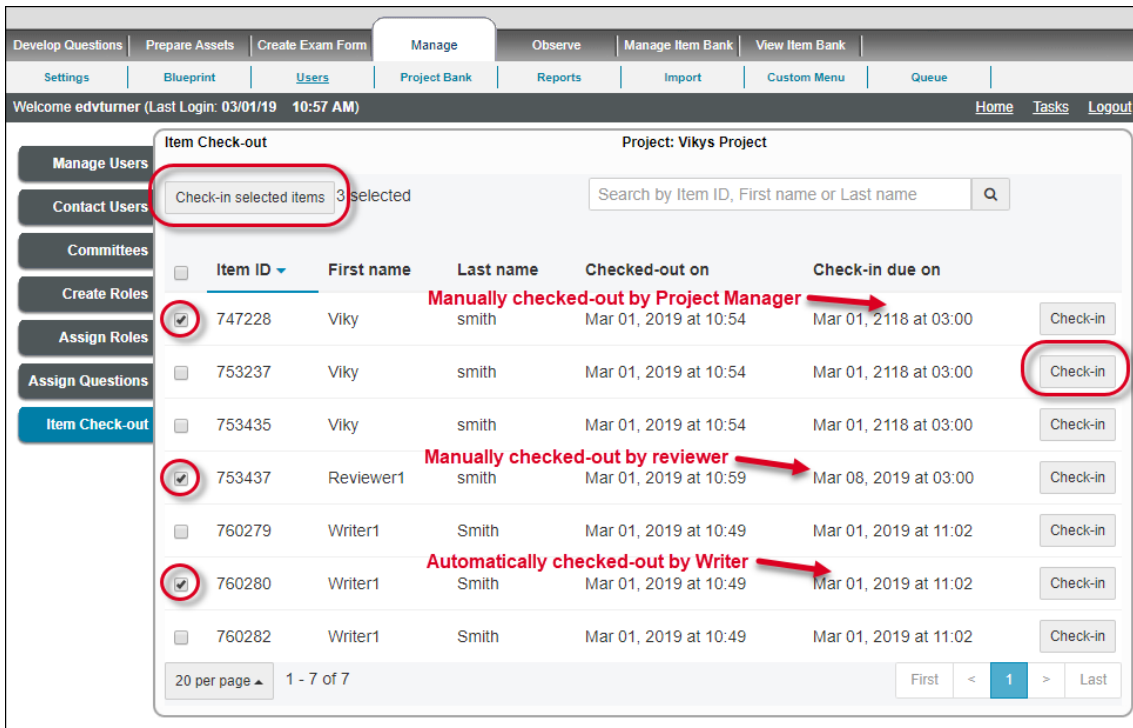 Develop Questions Prepare Assets Create Exam Form Manage Observe Manage Item Bank View Item Bank
Settings Blueprint Users Project Bank Reports Import Custom Menu Queue
Welcome edvturner (Last Login: 03/01/19 10:57 AM) Home Tasks Logout
Manage Users
Contact Users
Committees
Create Roles
Assign Roles
Assign Questions
Item Check-out
Item Check-out Project: Vikys Project
Check-in selected items 3 selected Search by Item ID, First name or Last name
Item ID First name Last name Checked-out on Check-in due on
Manually checked-out by Project Manager
747228 Viky smith Mar 01, 2019 at 10:54 Mar 01, 2118 at 03:00 Check-in
753237 Viky smith Mar 01, 2019 at 10:54 Mar 01, 2118 at 03:00 Check-in
753435 Viky smith Mar 01, 2019 at 10:54 Mar 01, 2118 at 03:00 Check-in
Manually checked-out by reviewer
753437 Reviewer1 smith Mar 01, 2019 at 10:59 Mar 08, 2019 at 03:00 Check-in
760279 Writer1 Smith Mar 01, 2019 at 10:49 Mar 01, 2019 at 11:02 Check-in
Automatically checked-out by Writer
760280 Writer1 Smith Mar 01, 2019 at 10:49 Mar 01, 2019 at 11:02 Check-in
760282 Writer1 Smith Mar 01, 2019 at 10:49 Mar 01, 2019 at 11:02 Check-in
20 per page 1 - 7 of 7 First < 1 > Last